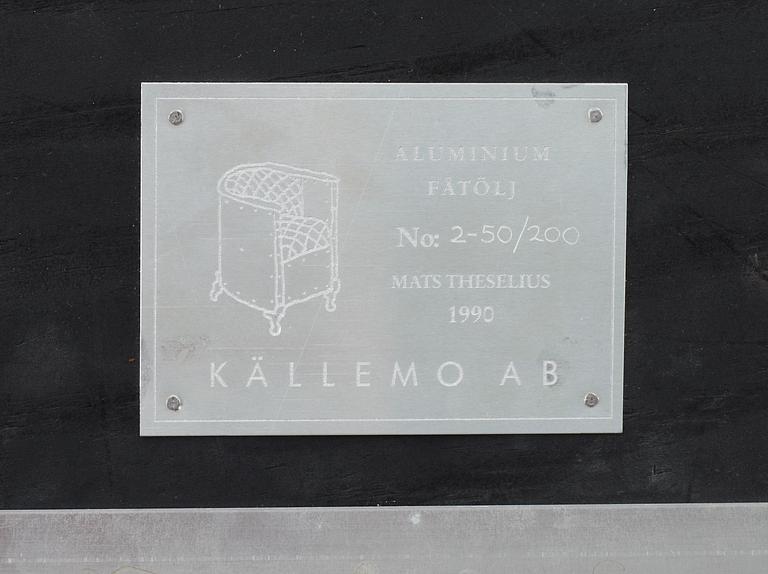 ALUMINIUM
FÅTÖLJ
No: 2-50/200
MATS THESELIUS
1990
KÄLLEMO AB